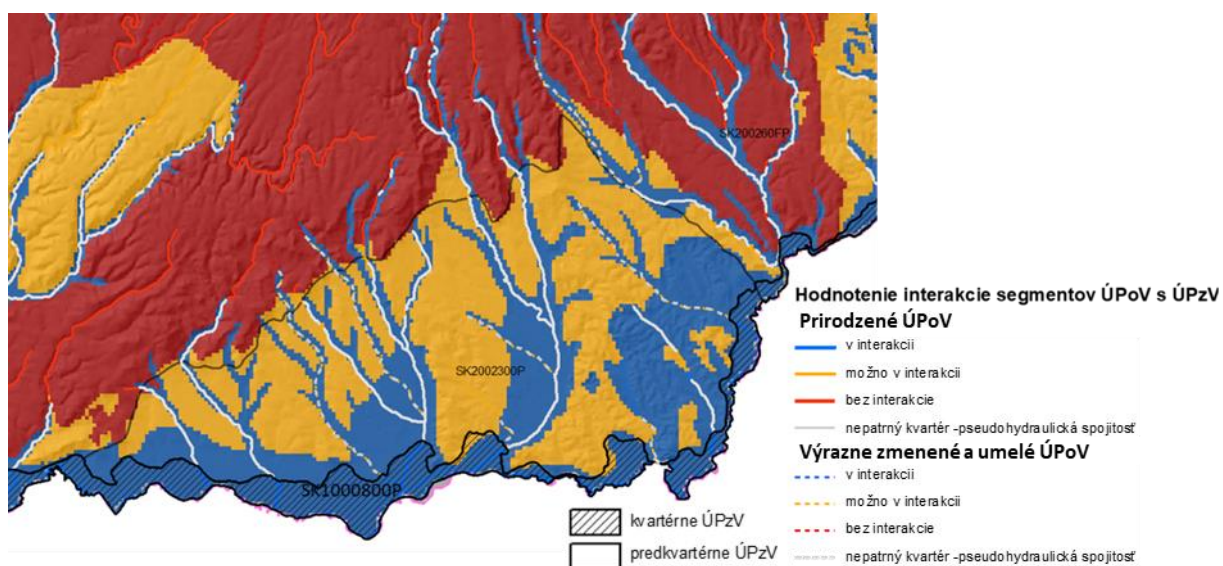 SK200260FP
SK2002300P
SK1000800P
Hodnotenie interakcie segmentov ÚPoV s ÚPzV
Prirodzené ÚPoV
v interakcii
možno v interakcii
bez interakcie
nepatrný kvartér -pseudohydraulická spojitosť
Výrazne zmenené a umelé ÚPoV
v interakcii
možno v interakcii
bez interakcie
nepatrný kvartér -pseudohydraulická spojitosť
kvartérne ÚPzV
predkvartérne ÚPzV